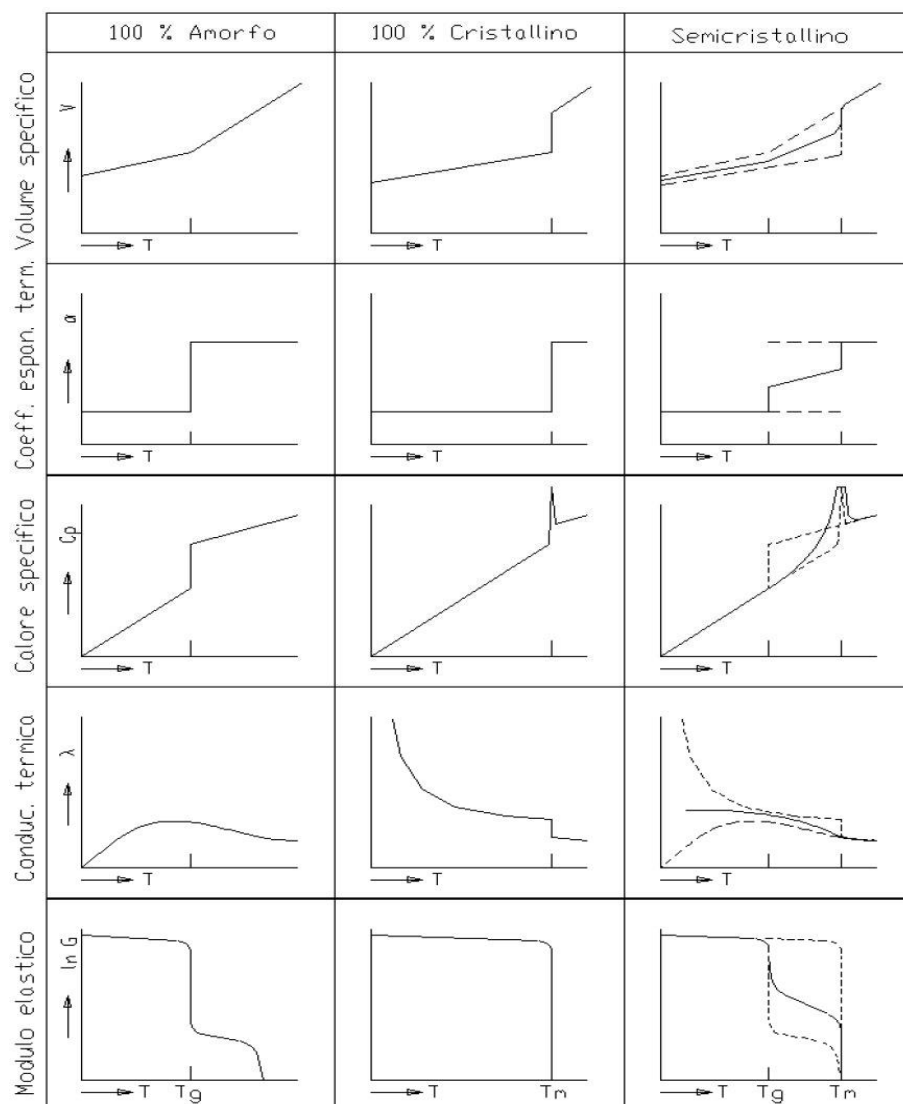 100 % Amorfo
100 % Cristallino
Semicristallino
Volume specifico
V
T
T
T
Coeff. espan. term.
α
T
T
T
Calore specifico
Cp
T
T
T
Conduc. termico
λ
T
T
T
Modulo elastico
ln G
T Tg
T Tm
T Tg Tm